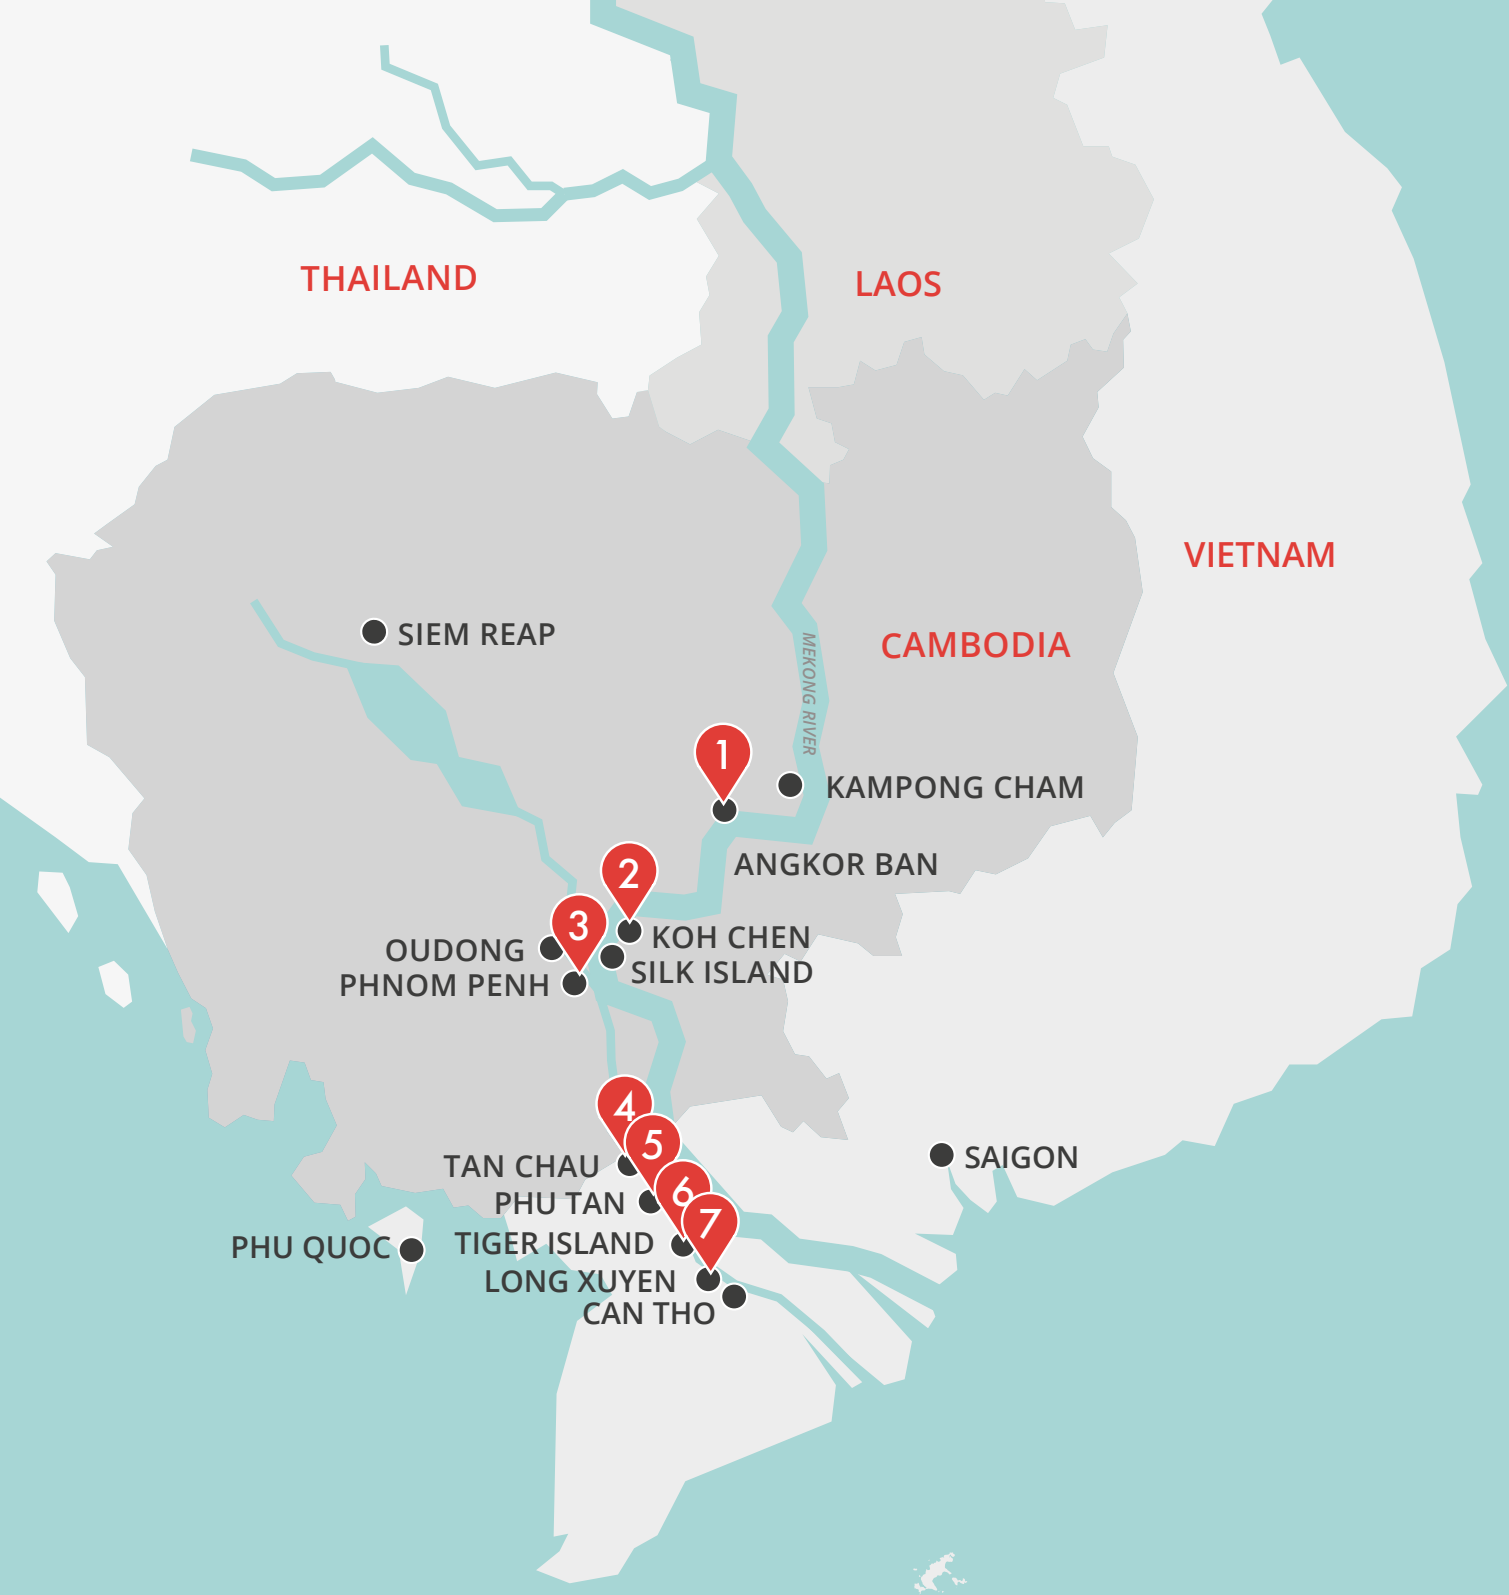 THAILAND
LAOS
VIETNAM
SIEM REAP
CAMBODIA
MEKONG RIVER
1
KAMPONG CHAM
ANGKOR BAN
2
3
KOH CHEN
OUDONG
SILK ISLAND
PHNOM PENH
4
5
SAIGON
TAN CHAU
6
PHU TAN
7
TIGER ISLAND
PHU QUOC
LONG XUYEN
CAN THO